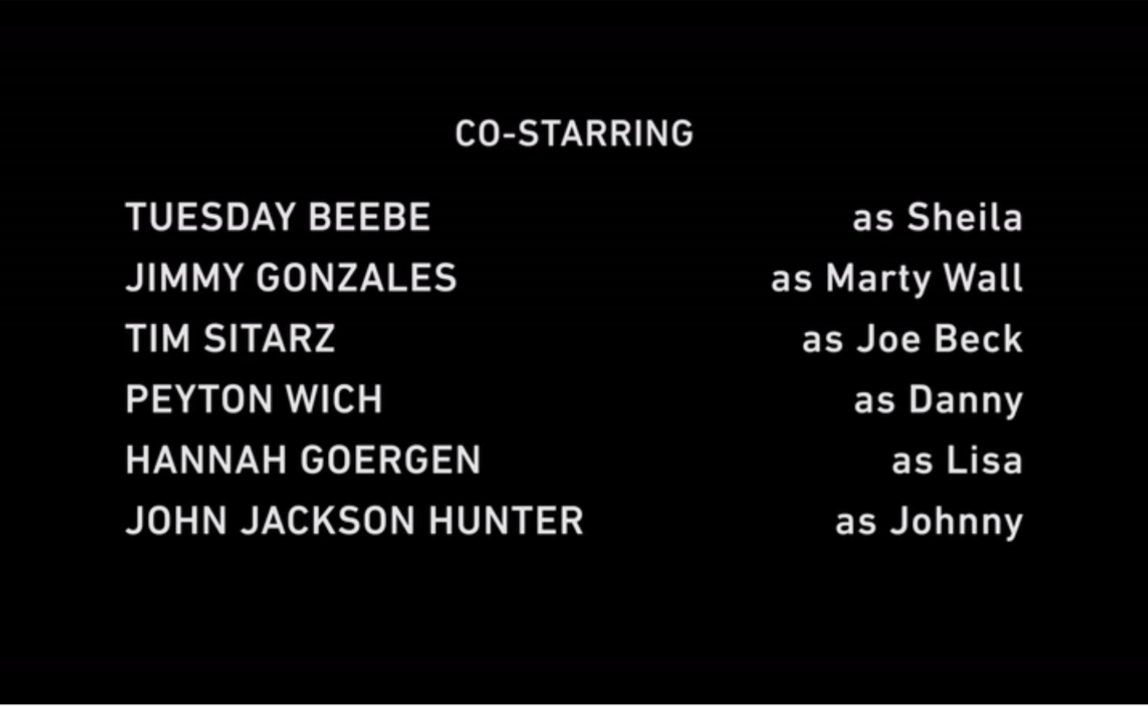 CO-STARRING
TUESDAY BEEBE as Sheila
JIMMY GONZALES as Marty Wall
TIM SITARZ as Joe Beck
PEYTON WICH as Danny
HANNAH GOERGEN as Lisa
JOHN JACKSON HUNTER as Johnny